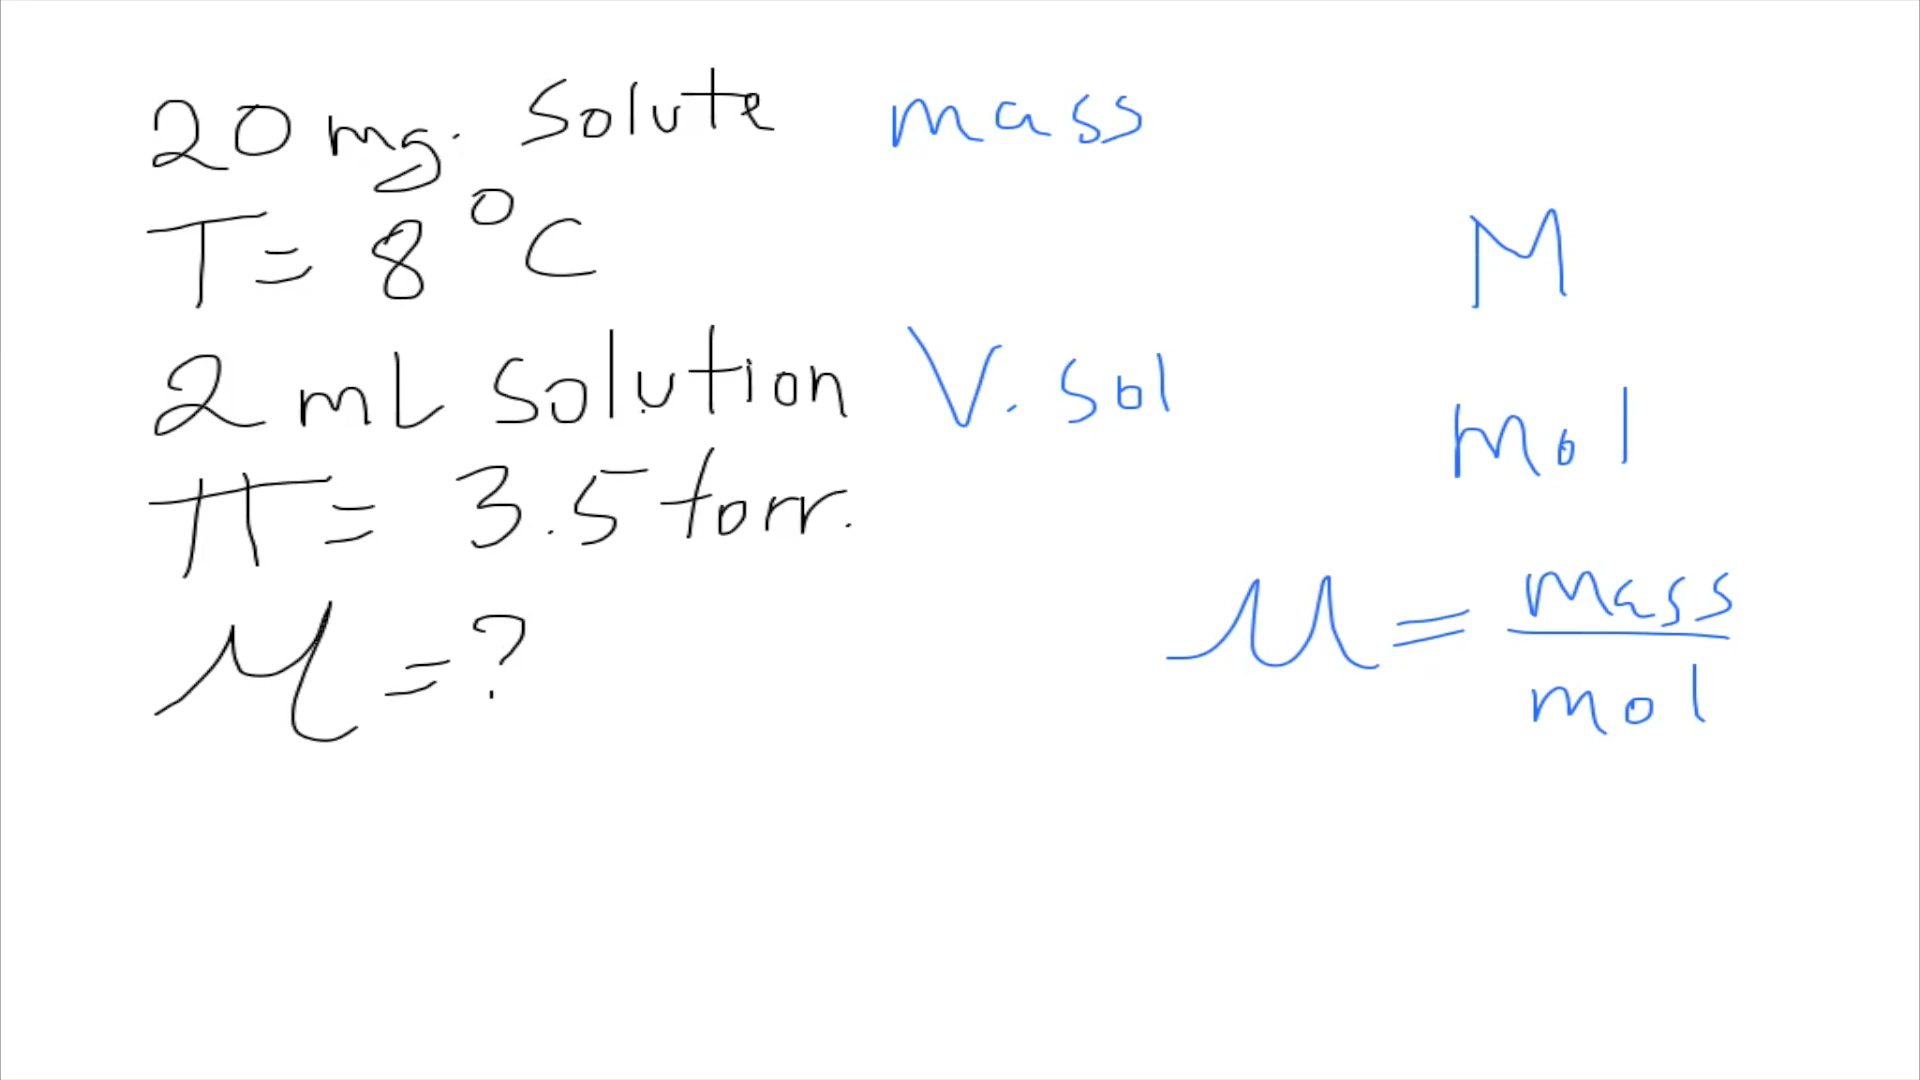 20 mg. Solute mass
T = 8 °C
M
2 mL solution V. sol
mol
π = 3.5 torr.
M = ?
M = mass
mol